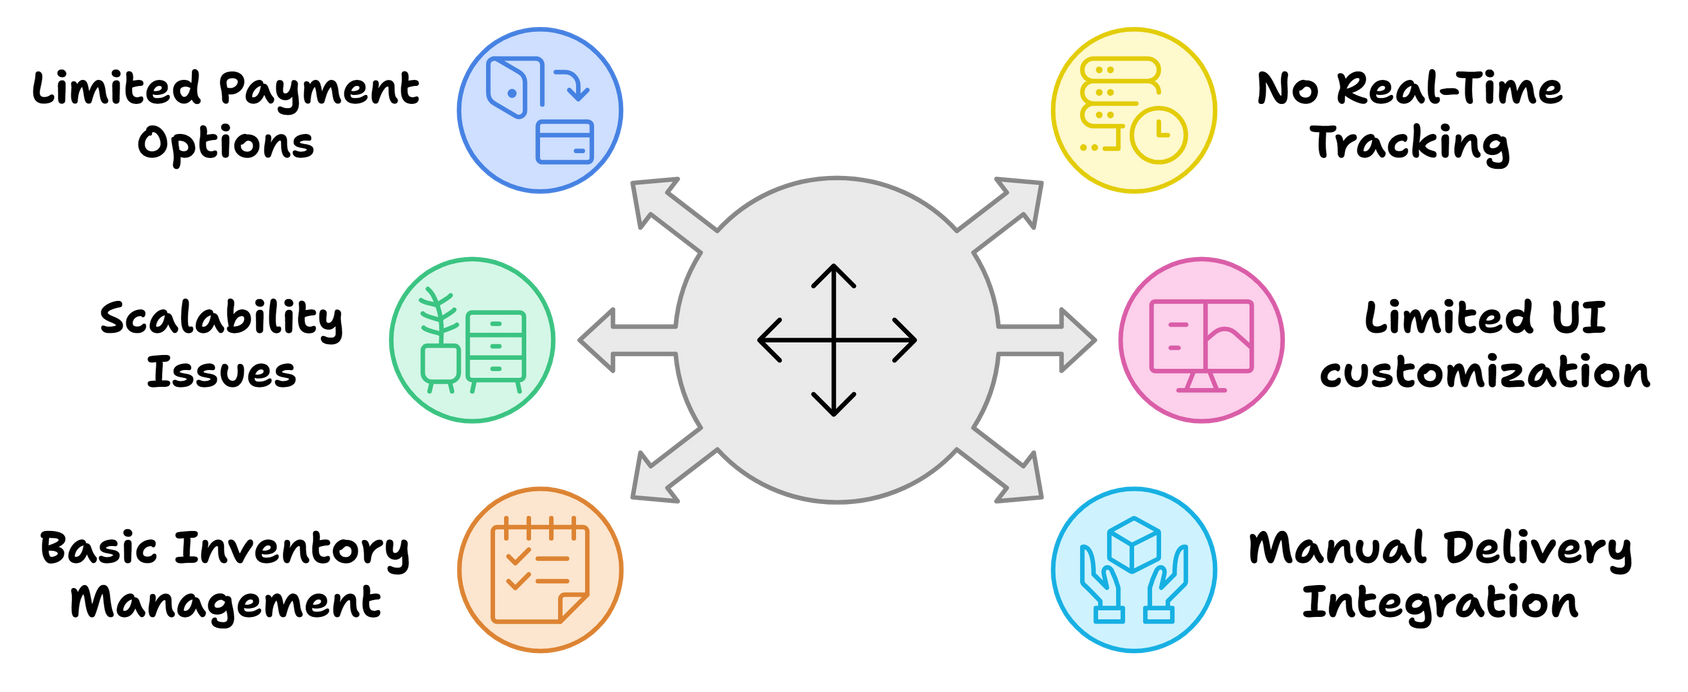 Limited Payment
Options
No Real-Time
Tracking
Scalability
Issues
Limited UI
customization
Basic Inventory
Management
Manual Delivery
Integration